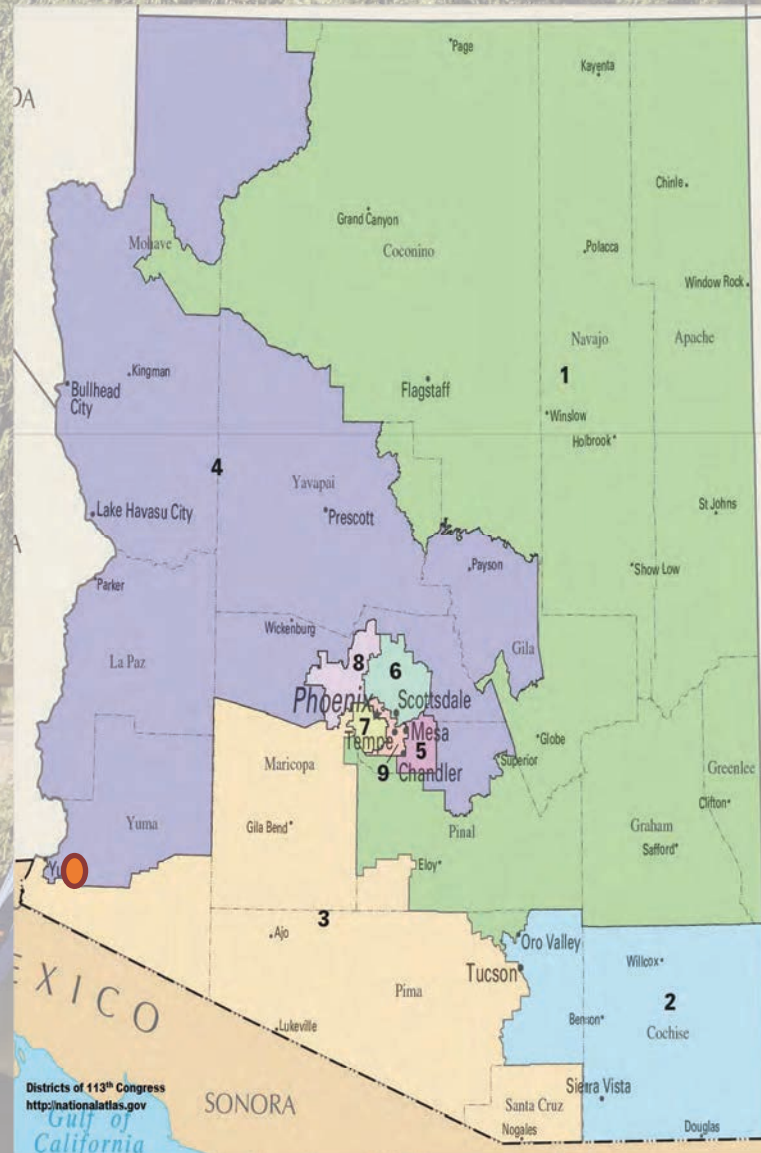 Page
Kayenta
DA
Chinle
Grand Canyon
Mohave
Coconino
Polacca
Window Rock
Navajo
Apache
Kingman
1
Bullhead
City
Flagstaff
Winslow
Holbrook
4
Yavapai
St Johns
Lake Havasu City
Prescott
A
Payson
Show Low
Parker
Wickenburg
Gila
La Paz
8
6
Phoenix
Scottsdale
7
Mesa
Tempe
5
Globe
Maricopa
Superior
9
Chandler
Greenlee
Clifton
Yuma
Gila Bend
Pinal
Graham
Safford
Eloy
3
Ajo
Oro Valley
Tucson
Willcox
EXICO
Pima
2
Benson
Cochise
Lukeville
Districts of 113th Congress
http://nationalatlas.gov
Sierra Vista
SONORA
Santa Cruz
Gulf of
California
Nogales
Douglas